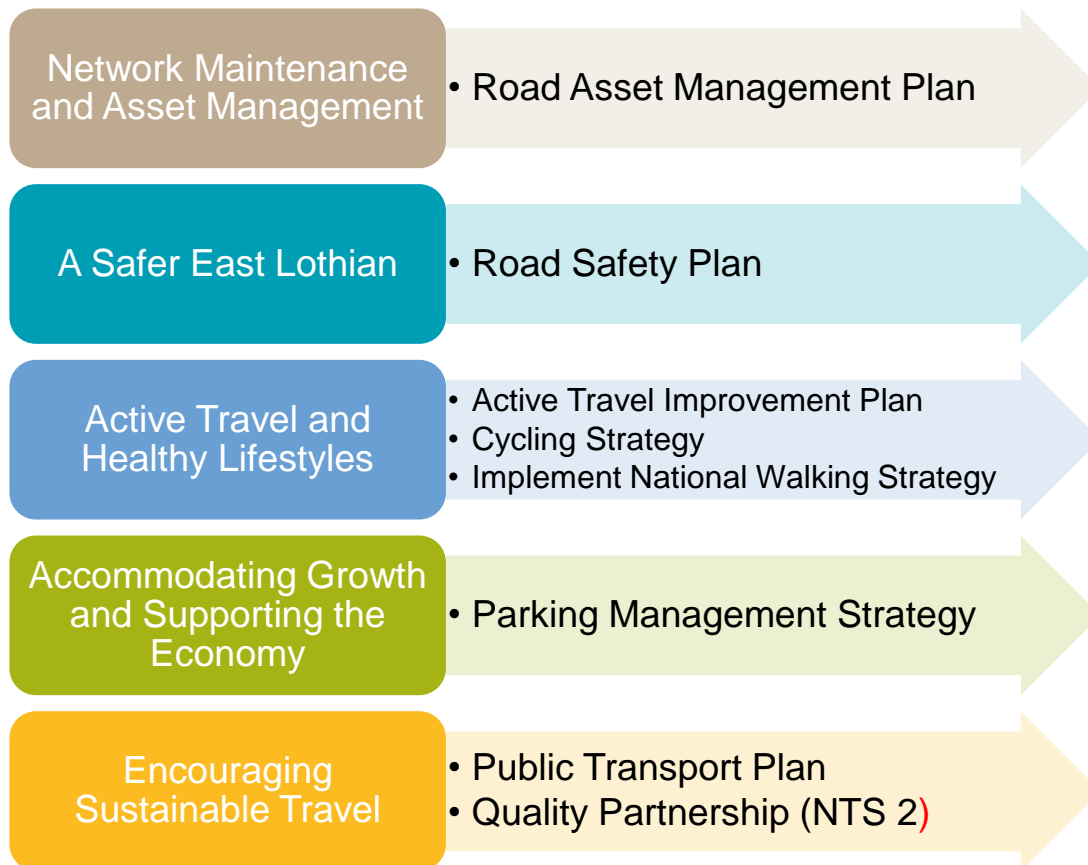 Network Maintenance
and Asset Management
• Road Asset Management Plan
A Safer East Lothian
• Road Safety Plan
Active Travel and
Healthy Lifestyles
• Active Travel Improvement Plan
• Cycling Strategy
• Implement National Walking Strategy
Accommodating Growth
and Supporting the
Economy
• Parking Management Strategy
Encouraging
Sustainable Travel
• Public Transport Plan
• Quality Partnership (NTS 2)